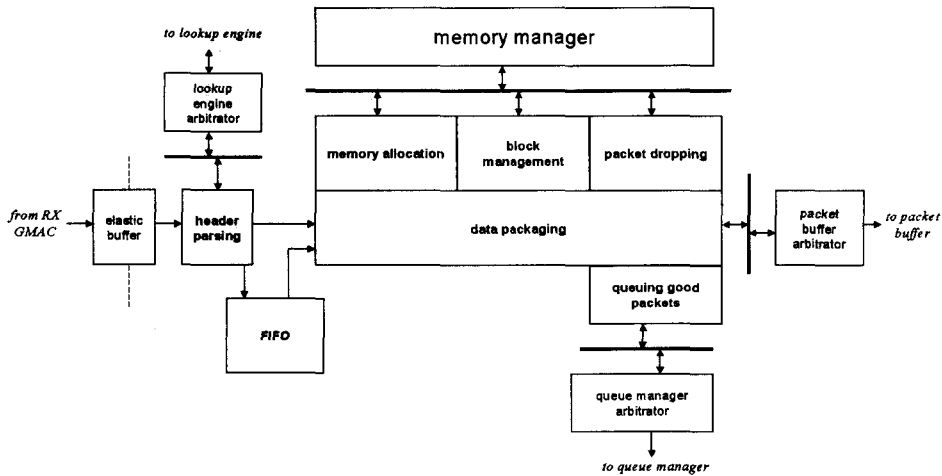 to lookup engine
memory manager
lookup
engine
arbitrator
memory allocation
block
management
packet dropping
from RX
GMAC
elastic
buffer
header
parsing
data packaging
packet
buffer
arbitrator
to packet
buffer
queuing good
packets
FIFO
queue manager
arbitrator
to queue manager